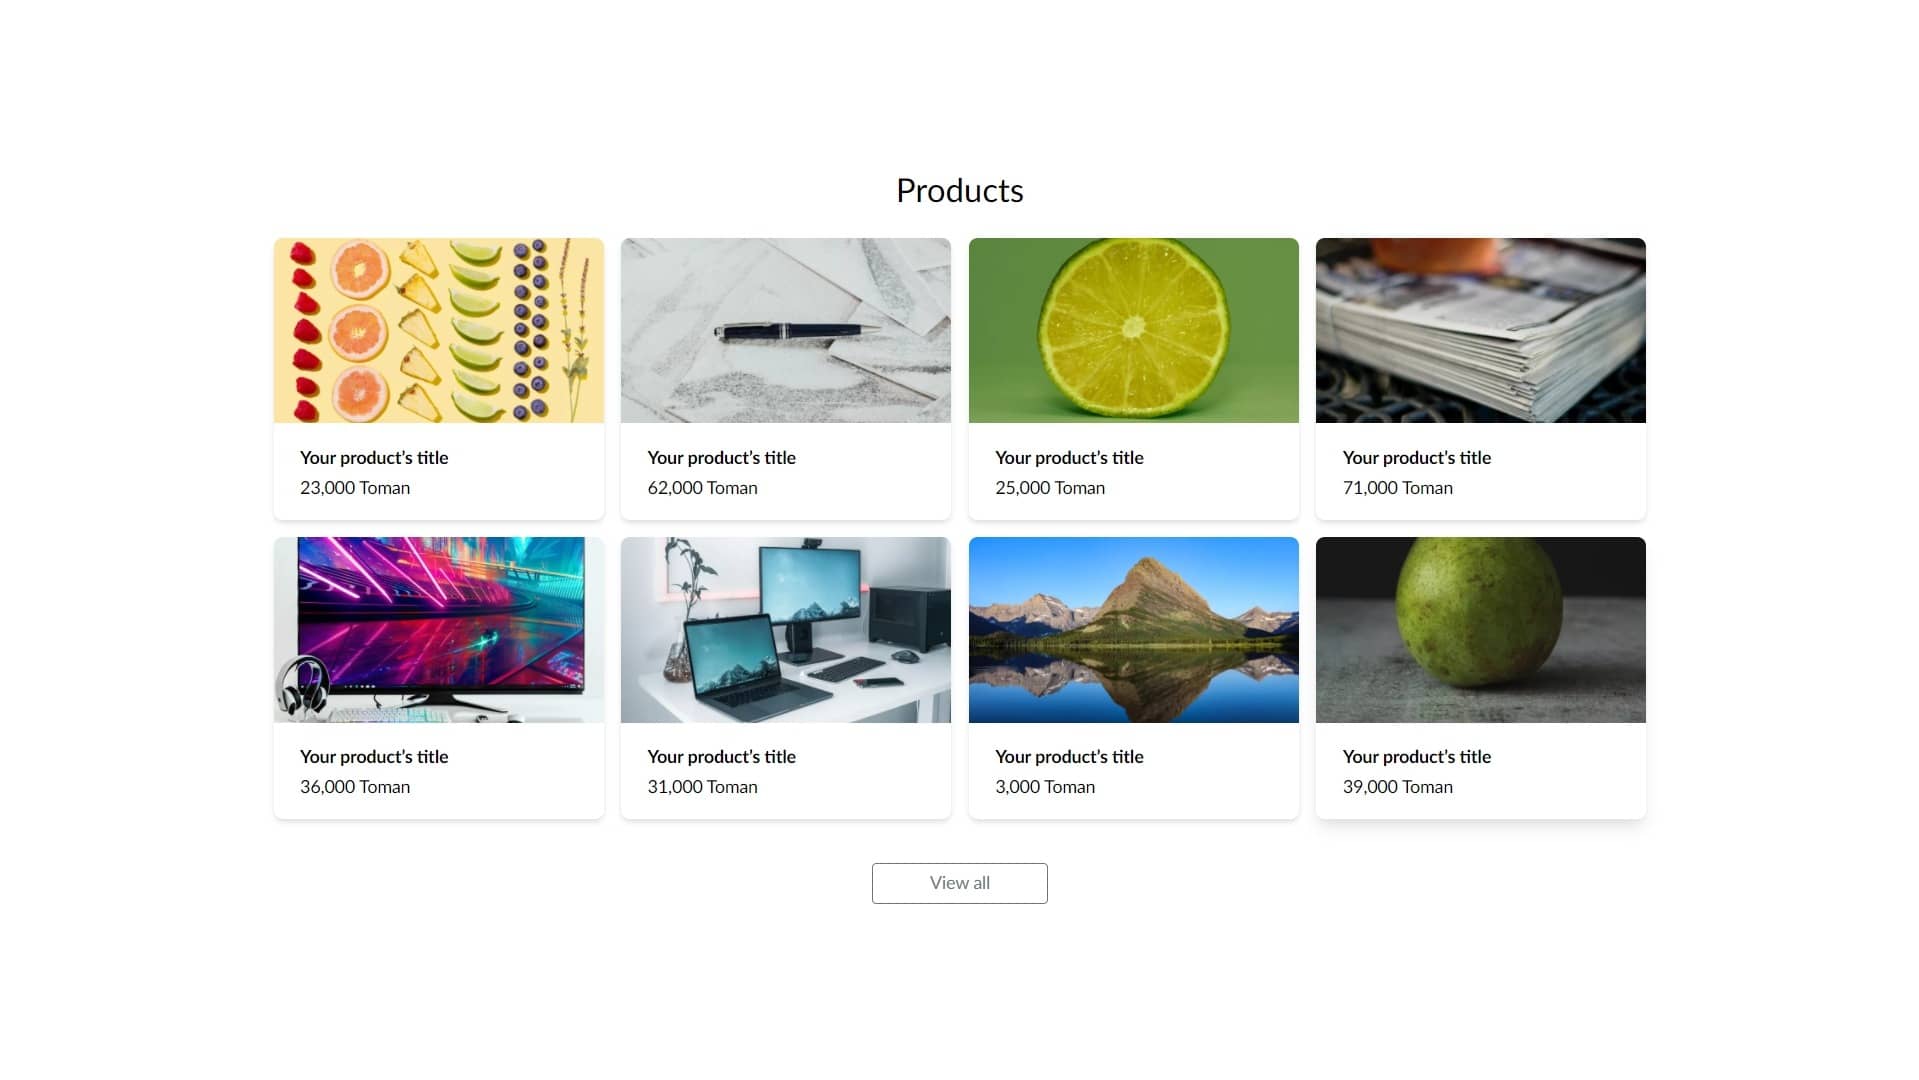 Products
Your product's title
23,000 Toman
Your product's title
62,000 Toman
Your product's title
25,000 Toman
Your product's title
71,000 Toman
Your product's title
36,000 Toman
Your product's title
31,000 Toman
Your product's title
3,000 Toman
Your product's title
39,000 Toman
View all